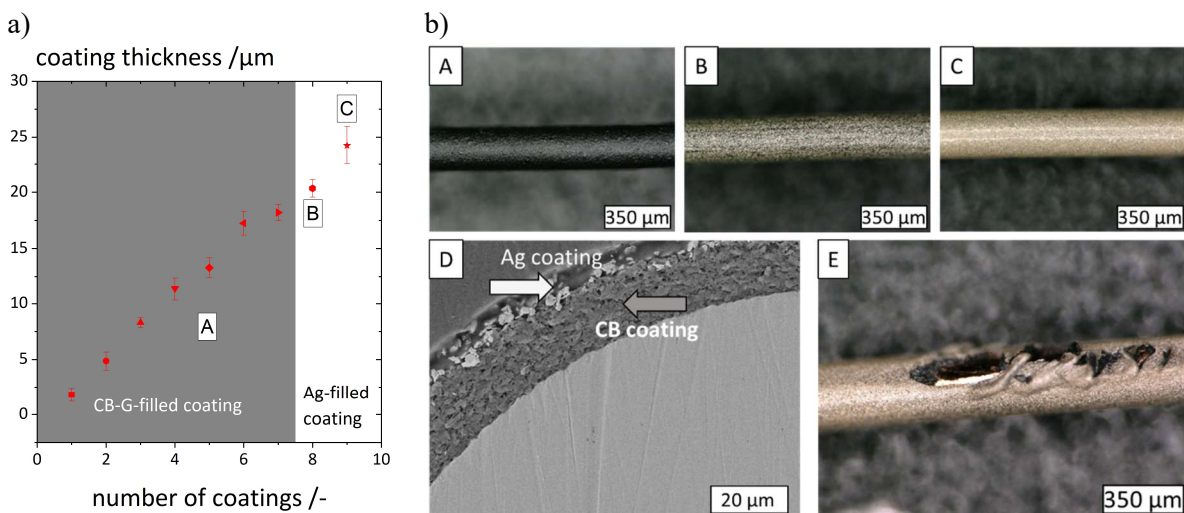 a)
coating thickness /µm
30
25
20
15
10
5
0
A
B
C
CB-G-filled coating
Ag-filled
coating
0
2
4
6
8
10
number of coatings /-
b)
A
350 µm
B
350 µm
C
350 µm
D
Ag coating
CB coating
20 µm
E
350 µm